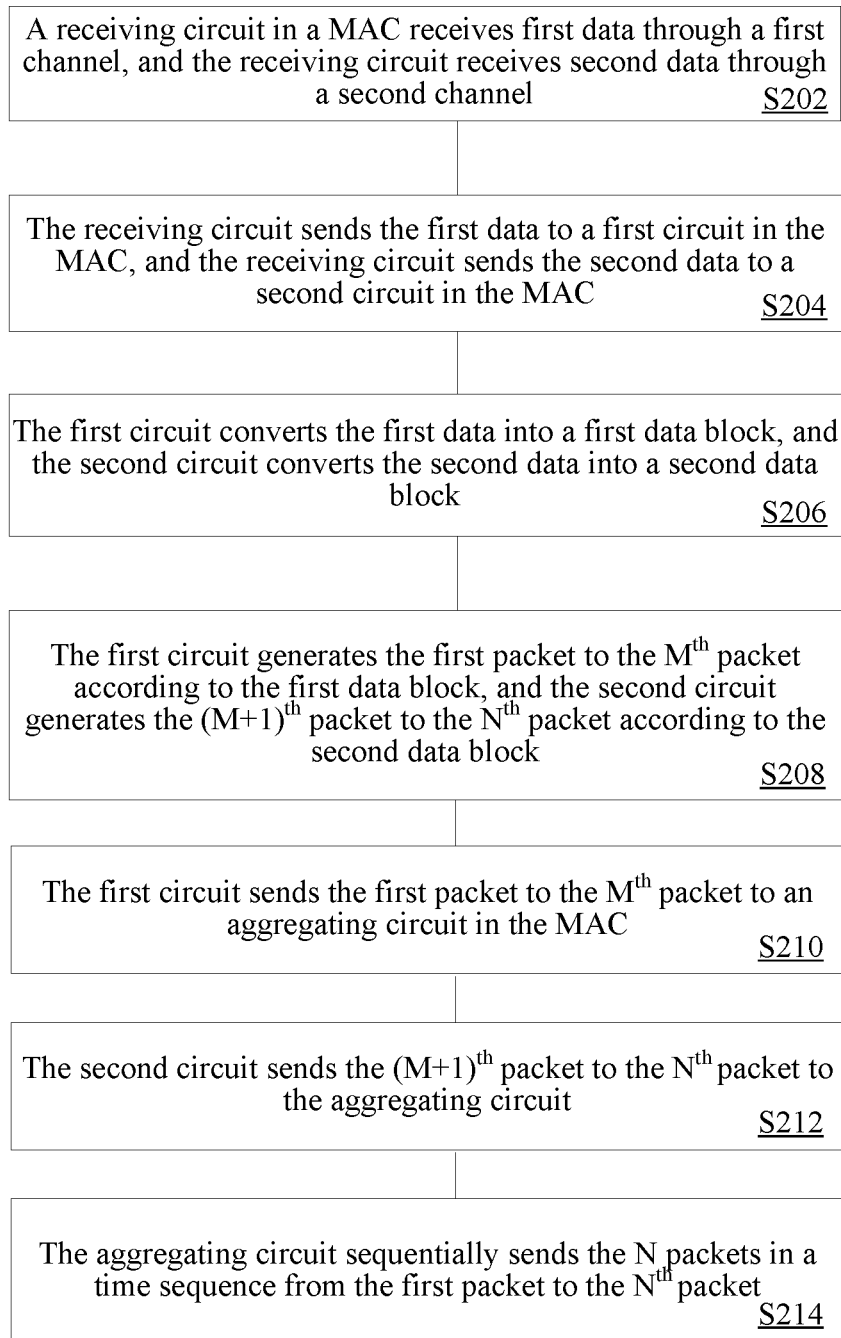 A receiving circuit in a MAC receives first data through a first
channel, and the receiving circuit receives second data through
a second channel
S202
The receiving circuit sends the first data to a first circuit in the
MAC, and the receiving circuit sends the second data to a
second circuit in the MAC
S204
The first circuit converts the first data into a first data block, and
the second circuit converts the second data into a second data
block
S206
The first circuit generates the first packet to the Mᵗʰ packet
according to the first data block, and the second circuit
generates the (M+1)ᵗʰ packet to the Nᵗʰ packet according to the
second data block
S208
The first circuit sends the first packet to the Mᵗʰ packet to an
aggregating circuit in the MAC
S210
The second circuit sends the (M+1)ᵗʰ packet to the Nᵗʰ packet to
the aggregating circuit
S212
The aggregating circuit sequentially sends the N packets in a
time sequence from the first packet to the Nᵗʰ packet
S214